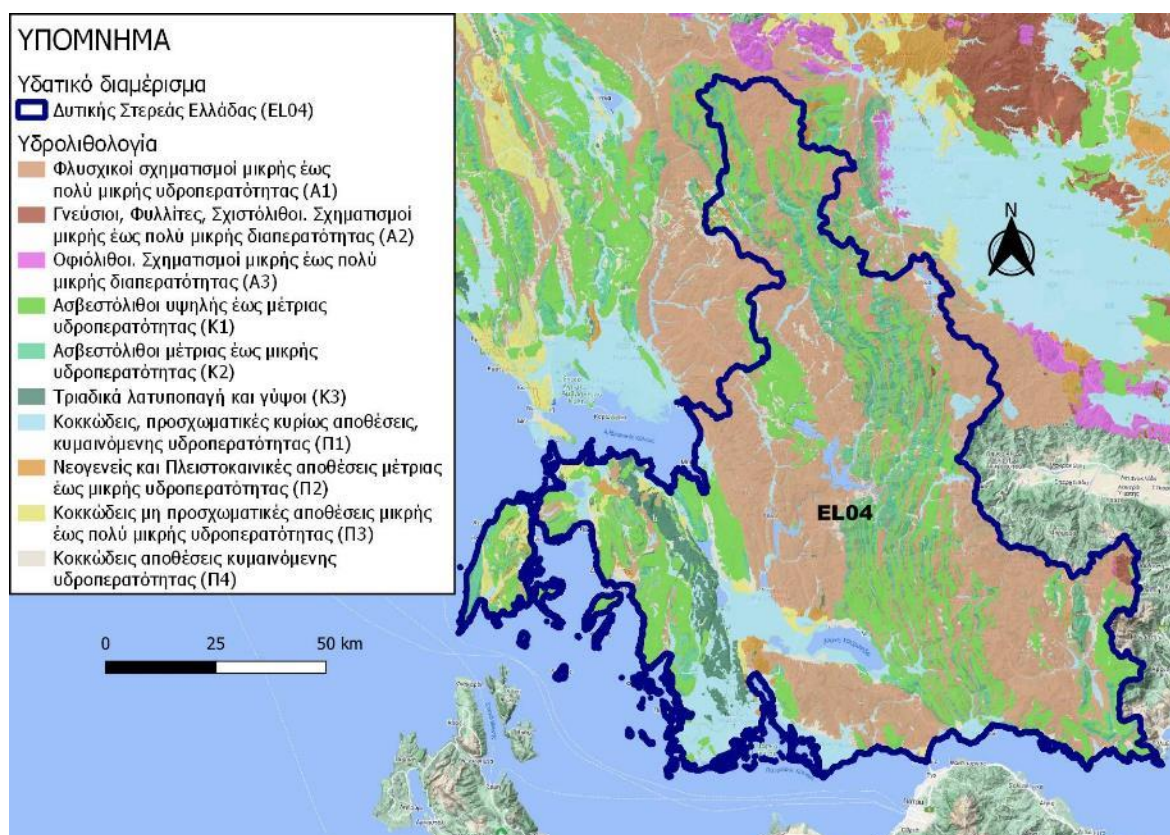 ΥΠΟΜΝΗΜΑ
Υδατικό διαμέρισμα
Δυτικής Στερεάς Ελλάδας (EL04)
Υδρολιθολογία
Φλυσχικοί σχηματισμοί μικρής έως
πολύ μικρής υδροπερατότητας (Α1)
Γνεύσιοι, Φυλλίτες, Σχιστόλιθοι. Σχηματισμοί
μικρής έως πολύ μικρής διαπερατότητας (Α2)
Οφιόλιθοι. Σχηματισμοί μικρής έως πολύ
μικρής διαπερατότητας (Α3)
Ασβεστόλιθοι υψηλής έως μέτριας
υδροπερατότητας (Κ1)
Ασβεστόλιθοι μέτριας έως μικρής
υδροπερατότητας (Κ2)
Τριαδικά λατυποπαγή και γύψοι (Κ3)
Κοκκώδεις, προσχωματικές κυρίως αποθέσεις,
κυμαινόμενης υδροπερατότητας (Π1)
Νεογενείς και Πλειστοκαινικές αποθέσεις μέτριας
έως μικρής υδροπερατότητας (Π2)
Κοκκώδεις μη προσχωματικές αποθέσεις μικρής
έως πολύ μικρής υδροπερατότητας (Π3)
Κοκκώδεις αποθέσεις κυμαινόμενης
υδροπερατότητας (Π4)
N
EL04
0 25 50 km